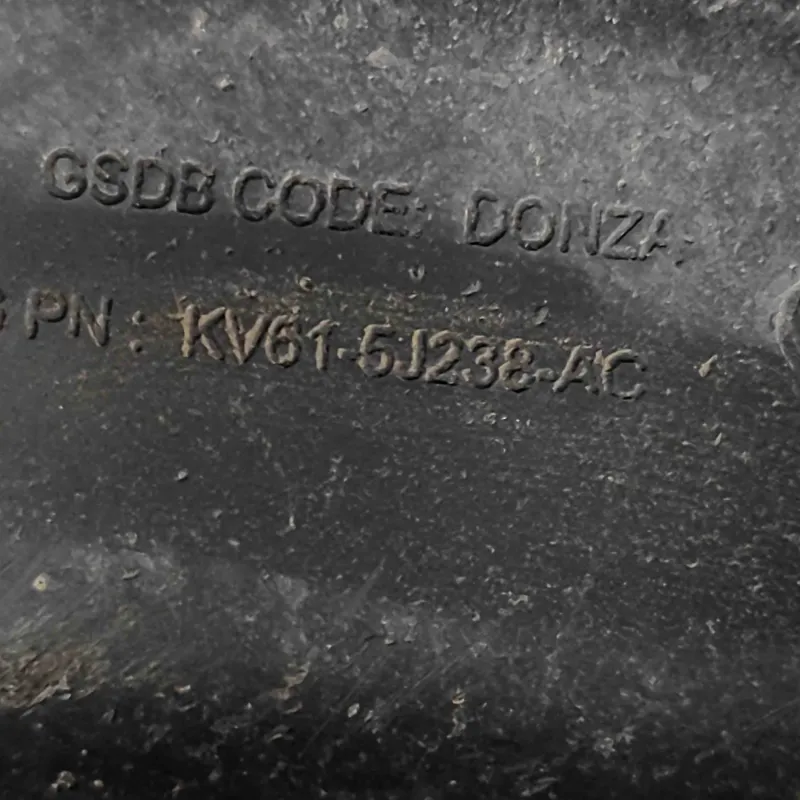 GSDB CODE: DONZA
PN: KV61-5J238-AC